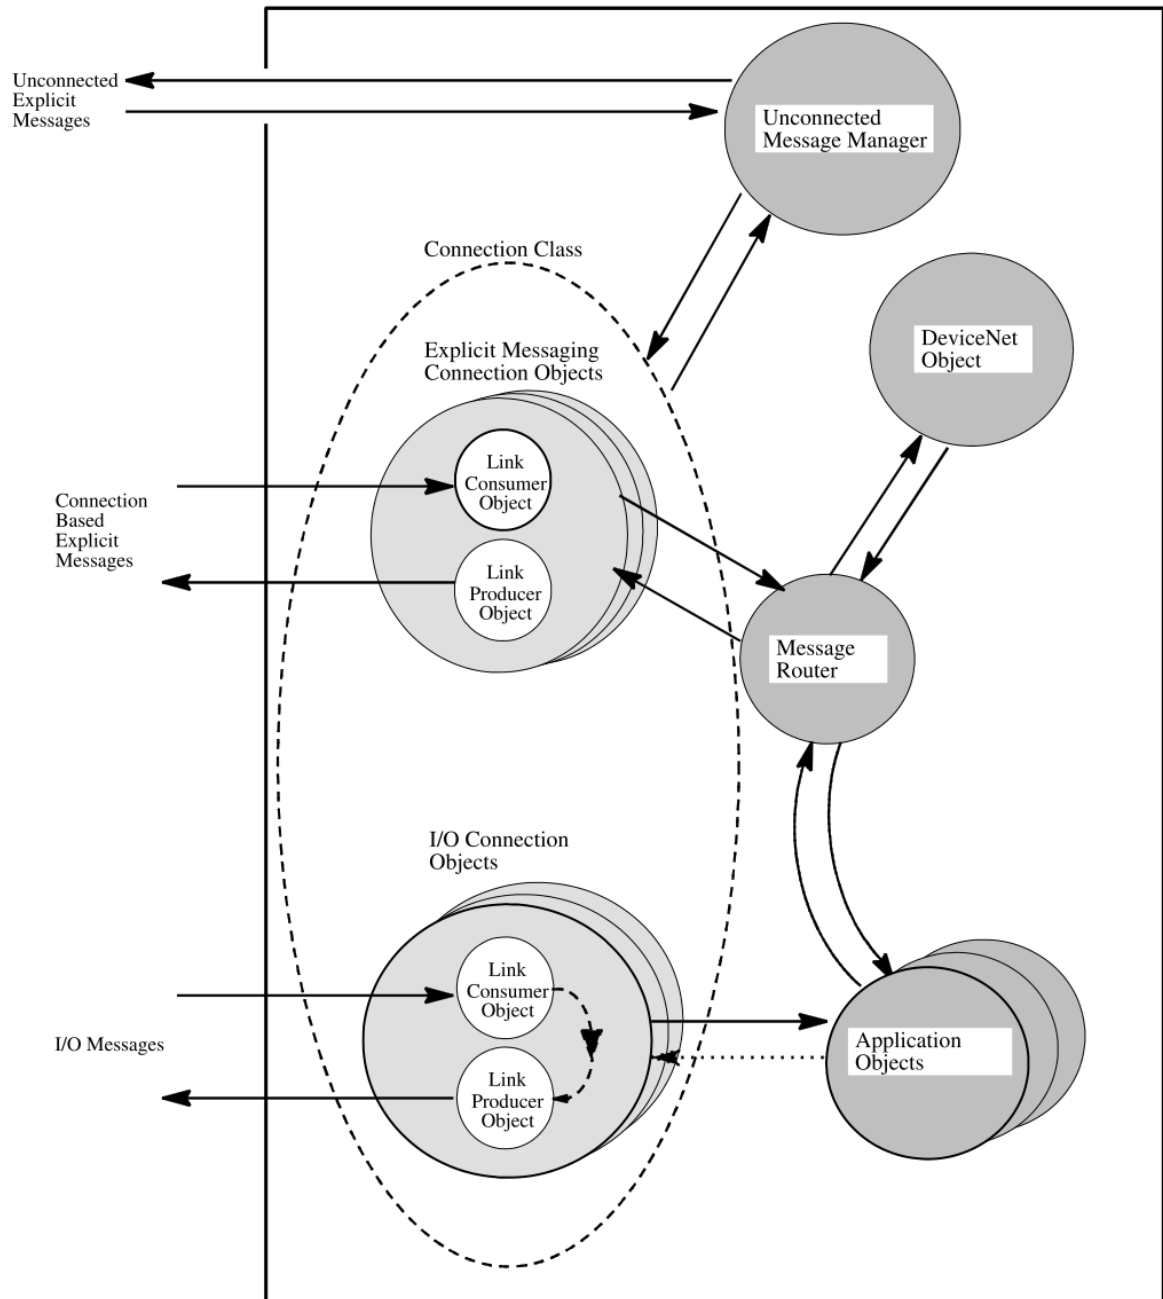 Unconnected
Explicit
Messages
Unconnected
Message Manager
Connection Class
DeviceNet
Object
Explicit Messaging
Connection Objects
Link
Consumer
Object
Connection
Based
Explicit
Messages
Link
Producer
Object
Message
Router
I/O Connection
Objects
Link
Consumer
Object
I/O Messages
Application
Objects
Link
Producer
Object